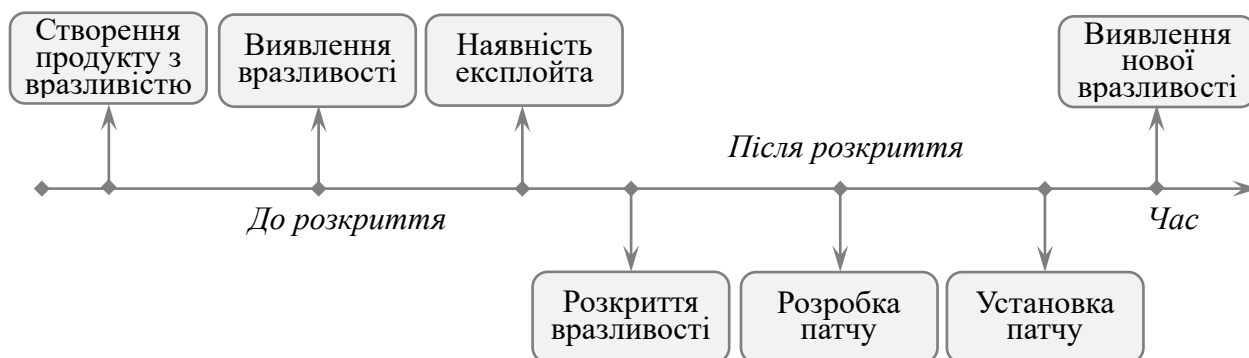 Створення
продукту з
вразливістю
Виявлення
вразливості
Наявність
експлойта
Виявлення
нової
вразливості
Після розкриття
До розкриття
Час
Розкриття
вразливості
Розробка
патчу
Установка
патчу